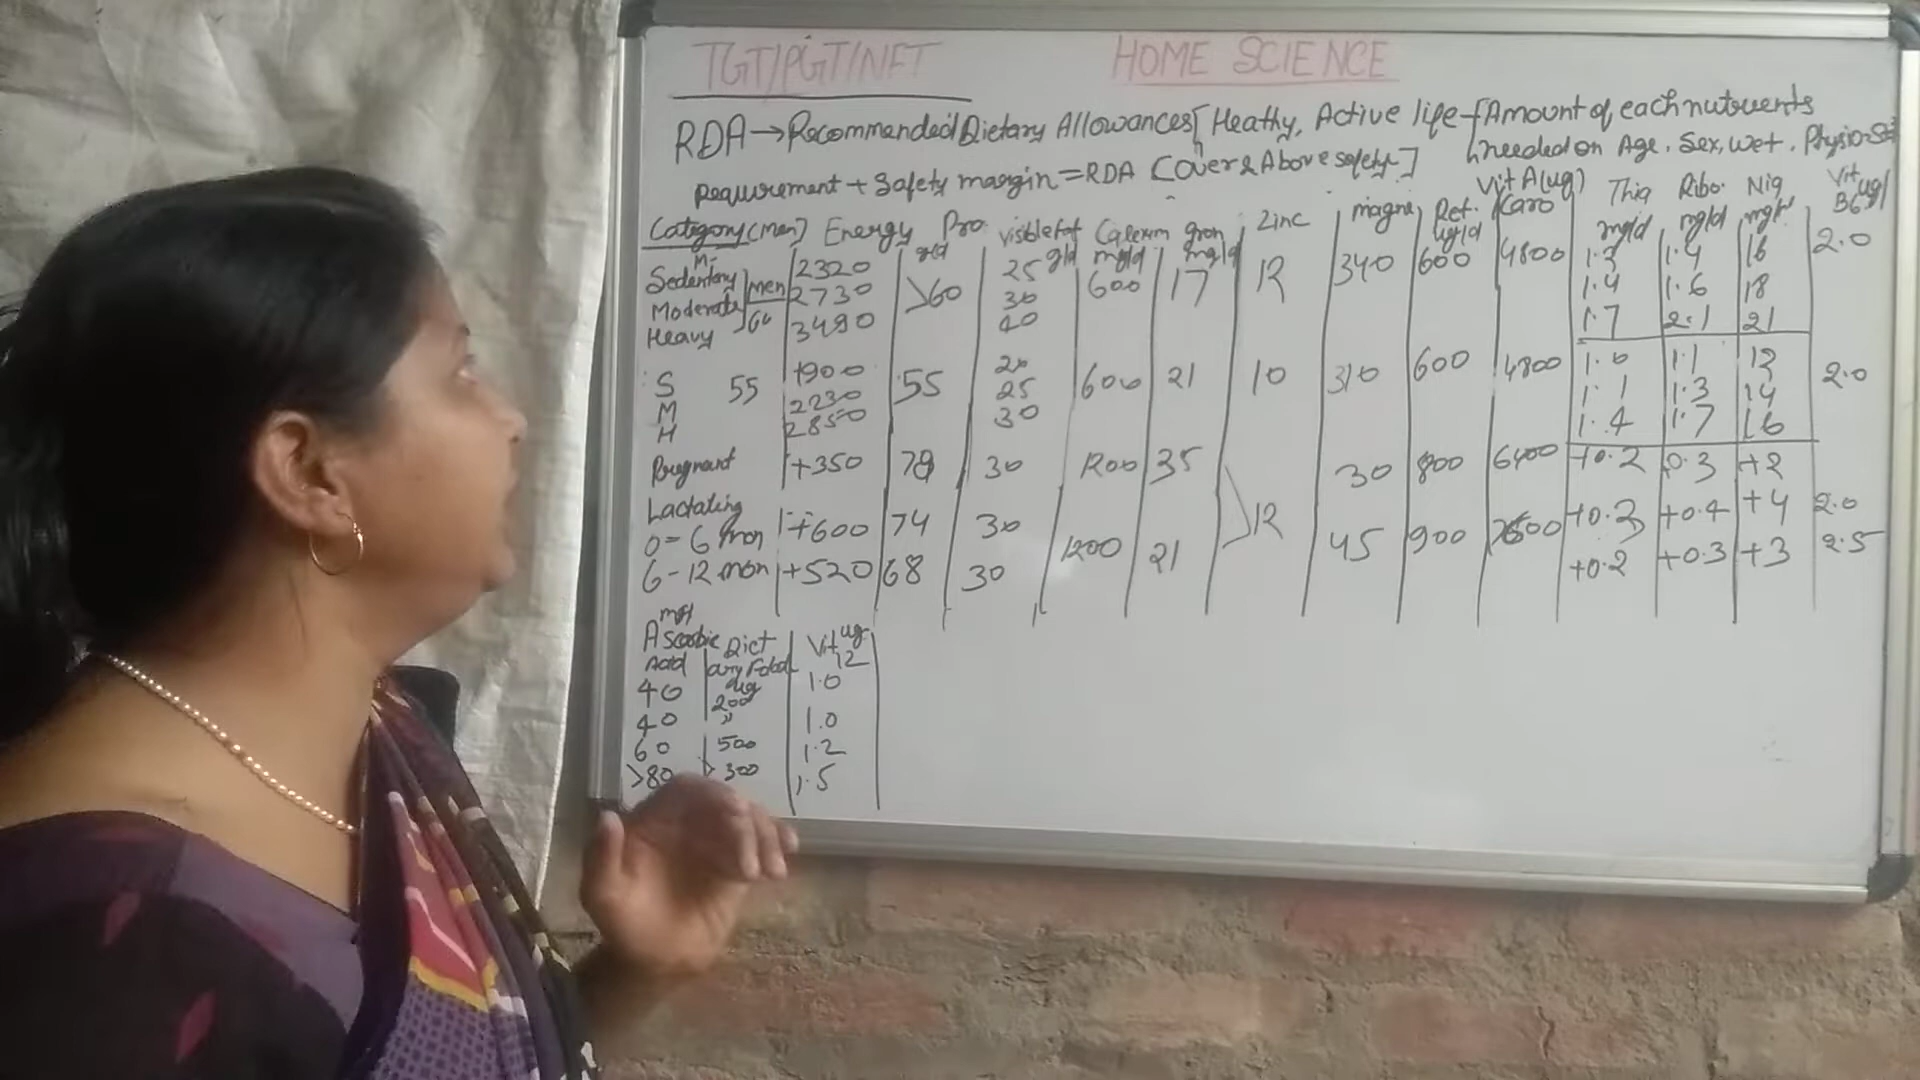 TGT/PGT/NET HOME SCIENCE
RDA → Recommended Dietary Allowances [Heathy, Active life - {Amount of each nutruents
needed on Age, Sex, Wet, Physio
requirement + Safety margin = RDA [Cover & Above safety]
Category (Men) Energy Pro. g/d visible Fat g/d Calcium mg/d Iron mg/d Zinc magne Vit A (ug) Ret. ug/d Caro Thia mg/d Ribo. mg/d Nia mg/d Vit B6 ug/
Sedentary Men 2320 >60 25 600 17 12 340 600 4800 1.3 1.4 16 2.0
Moderate 60 2730 30 1.4 1.6 18
Heavy 3490 40 1.7 2.1 21
S 55 1900 55 20 600 21 10 310 600 4800 1.0 1.1 12 2.0
M 2230 25 1.1 1.3 14
H 2850 30 1.4 1.7 16
Pregnant +350 78 30 1200 35 12 30 800 6400 +0.2 0.3 +2
Lactating
0-6 mon +600 74 30 1200 21 45 900 +0.3 +0.4 +4 2.0
6-12 mon +520 68 30 +0.2 +0.3 +3 2.5
Ascorbic Acid Dietary Folate ug Vit 12 ug
40 200 1.0
40 " 1.0
60 500 1.2
>80 300 1.5